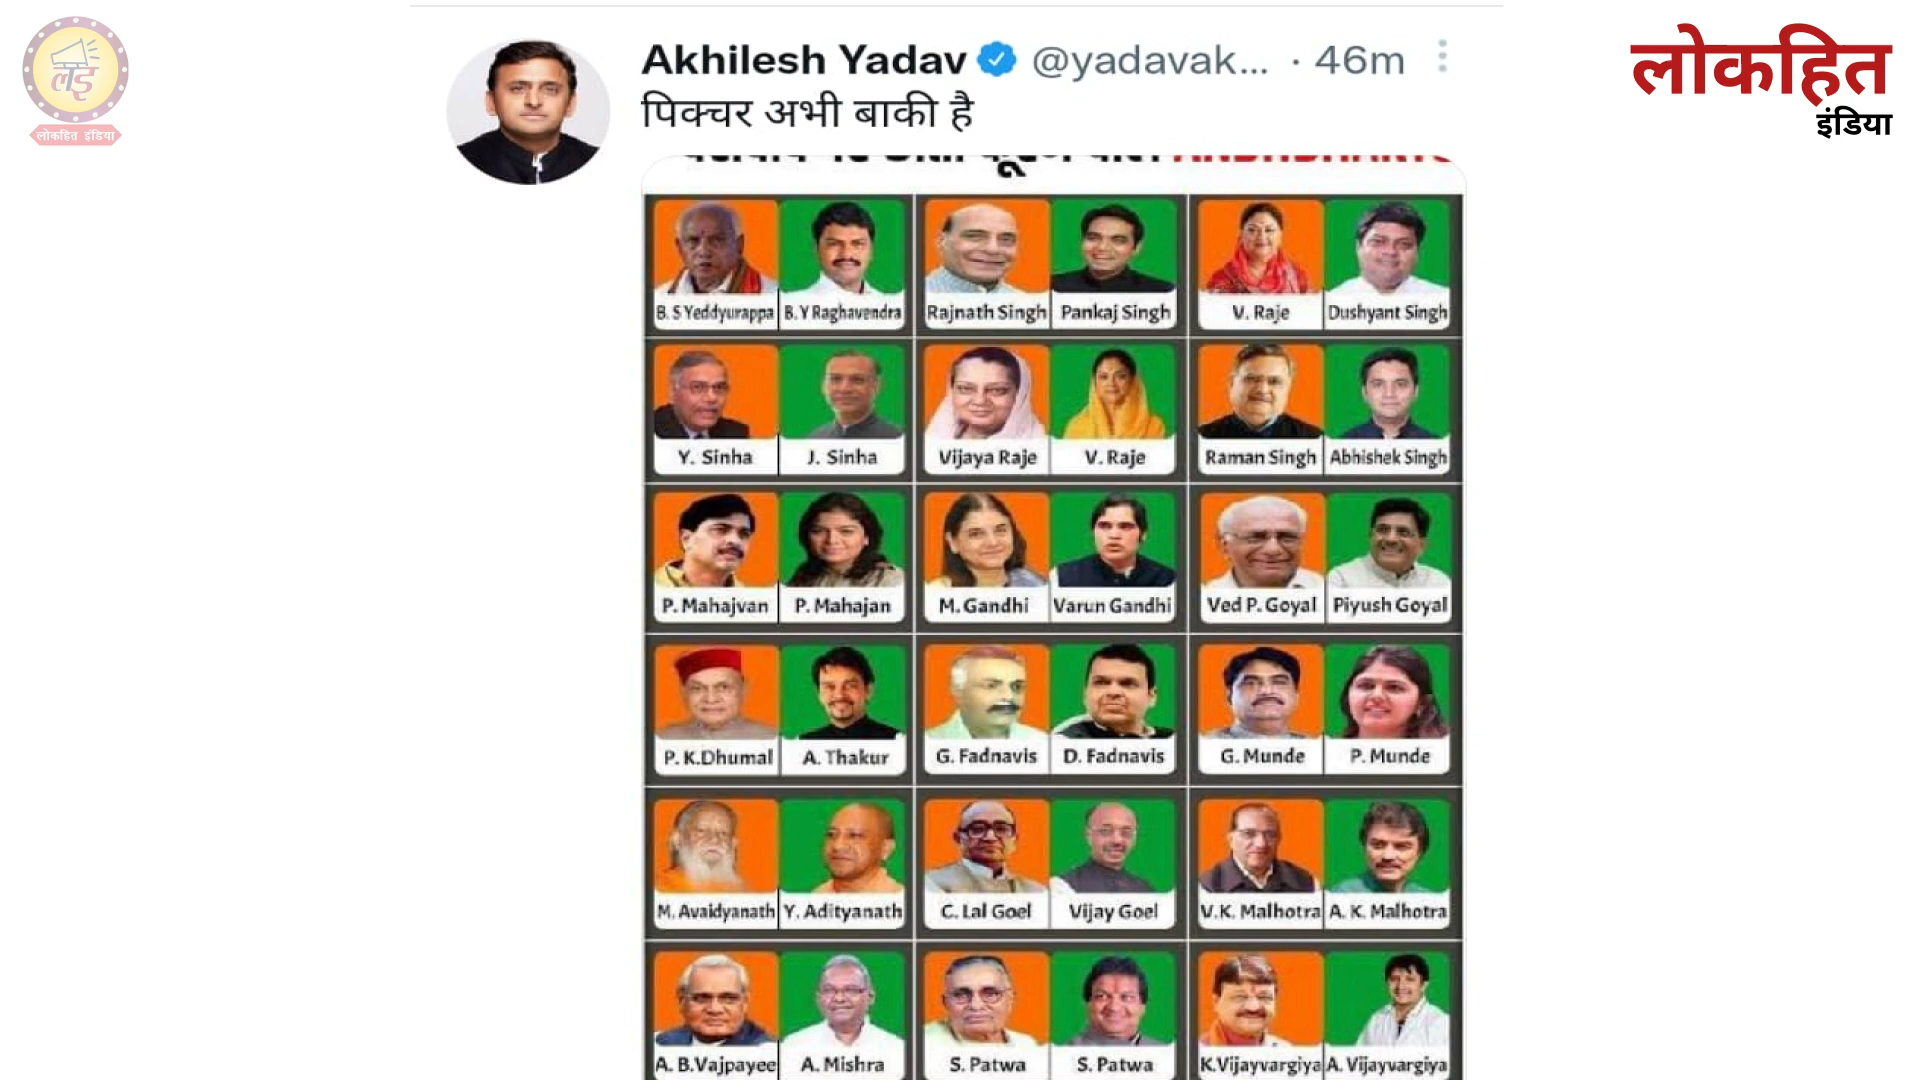 लोकहित इंडिया
Akhilesh Yadav @yadavak... · 46m
पिक्चर अभी बाकी है
लोकहित
इंडिया
B. S Yeddyurappa B. Y Raghavendra Rajnath Singh Pankaj Singh V. Raje Dushyant Singh
Y. Sinha J. Sinha Vijaya Raje V. Raje Raman Singh Abhishek Singh
P. Mahajvan P. Mahajan M. Gandhi Varun Gandhi Ved P. Goyal Piyush Goyal
P. K.Dhumal A. Thakur G. Fadnavis D. Fadnavis G. Munde P. Munde
M. Avaidyanath Y. Adityanath C. Lal Goel Vijay Goel V.K. Malhotra A. K. Malhotra
A. B.Vajpayee A. Mishra S. Patwa S. Patwa K.Vijayvargiya A. Vijayvargiya